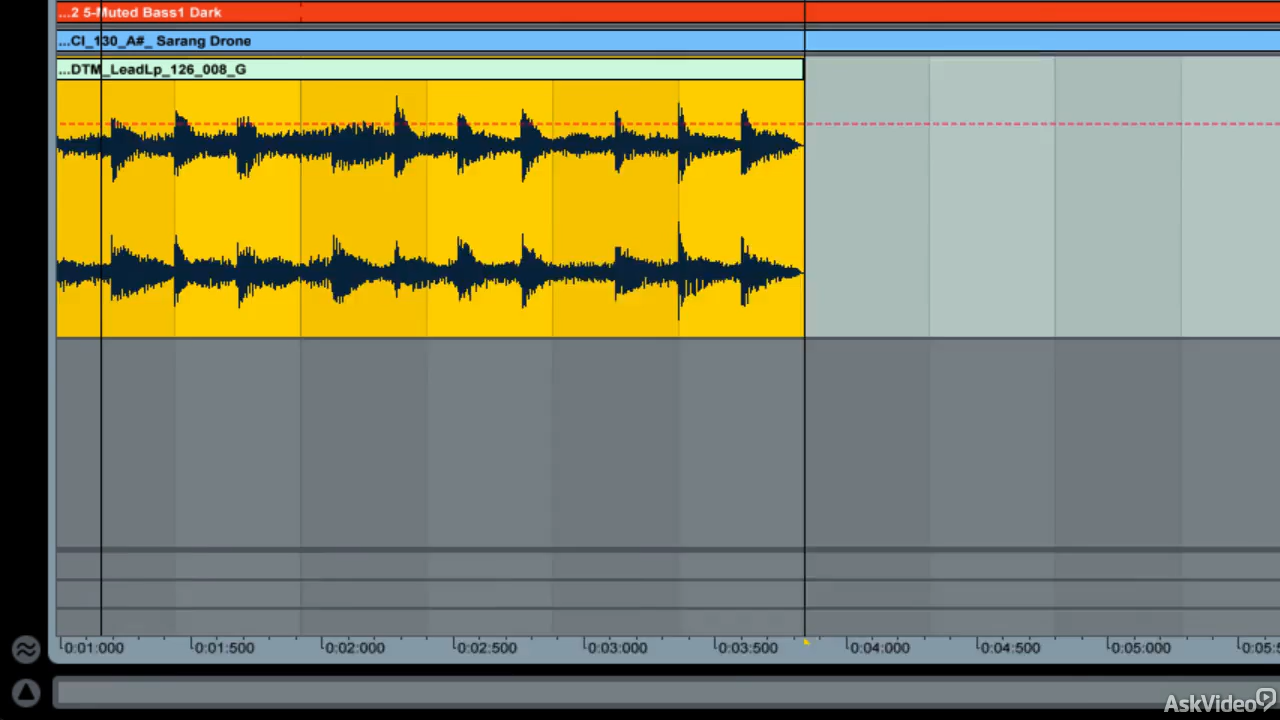 ...2 5-Muted Bass1 Dark
...CI_130_A#_ Sarang Drone
...DTM_LeadLp_126_008_G
0:01:000 0:01:500 0:02:000 0:02:500 0:03:000 0:03:500 0:04:000 0:04:500 0:05:000 0:05:5
AskVideo